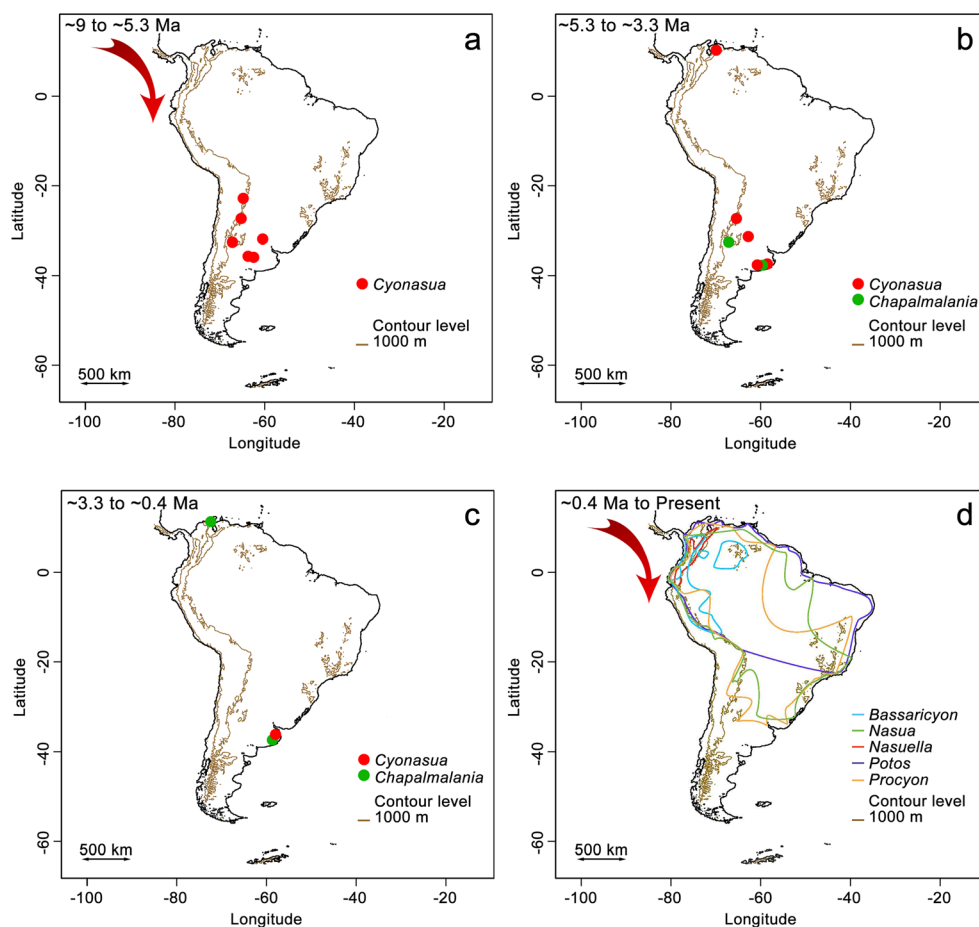 ~9 to ~5.3 Ma
a
0
-20
-40
-60
Latitude
Cyonasua
Contour level
1000 m
500 km
-100 -80 -60 -40 -20
Longitude
~5.3 to ~3.3 Ma
b
0
-20
-40
-60
Latitude
Cyonasua
Chapalmalania
Contour level
1000 m
500 km
-100 -80 -60 -40 -20
Longitude
~3.3 to ~0.4 Ma
c
0
-20
-40
-60
Latitude
Cyonasua
Chapalmalania
Contour level
1000 m
500 km
-100 -80 -60 -40 -20
Longitude
~0.4 Ma to Present
d
0
-20
-40
-60
Latitude
Bassaricyon
Nasua
Nasuella
Potos
Procyon
Contour level
1000 m
500 km
-100 -80 -60 -40 -20
Longitude